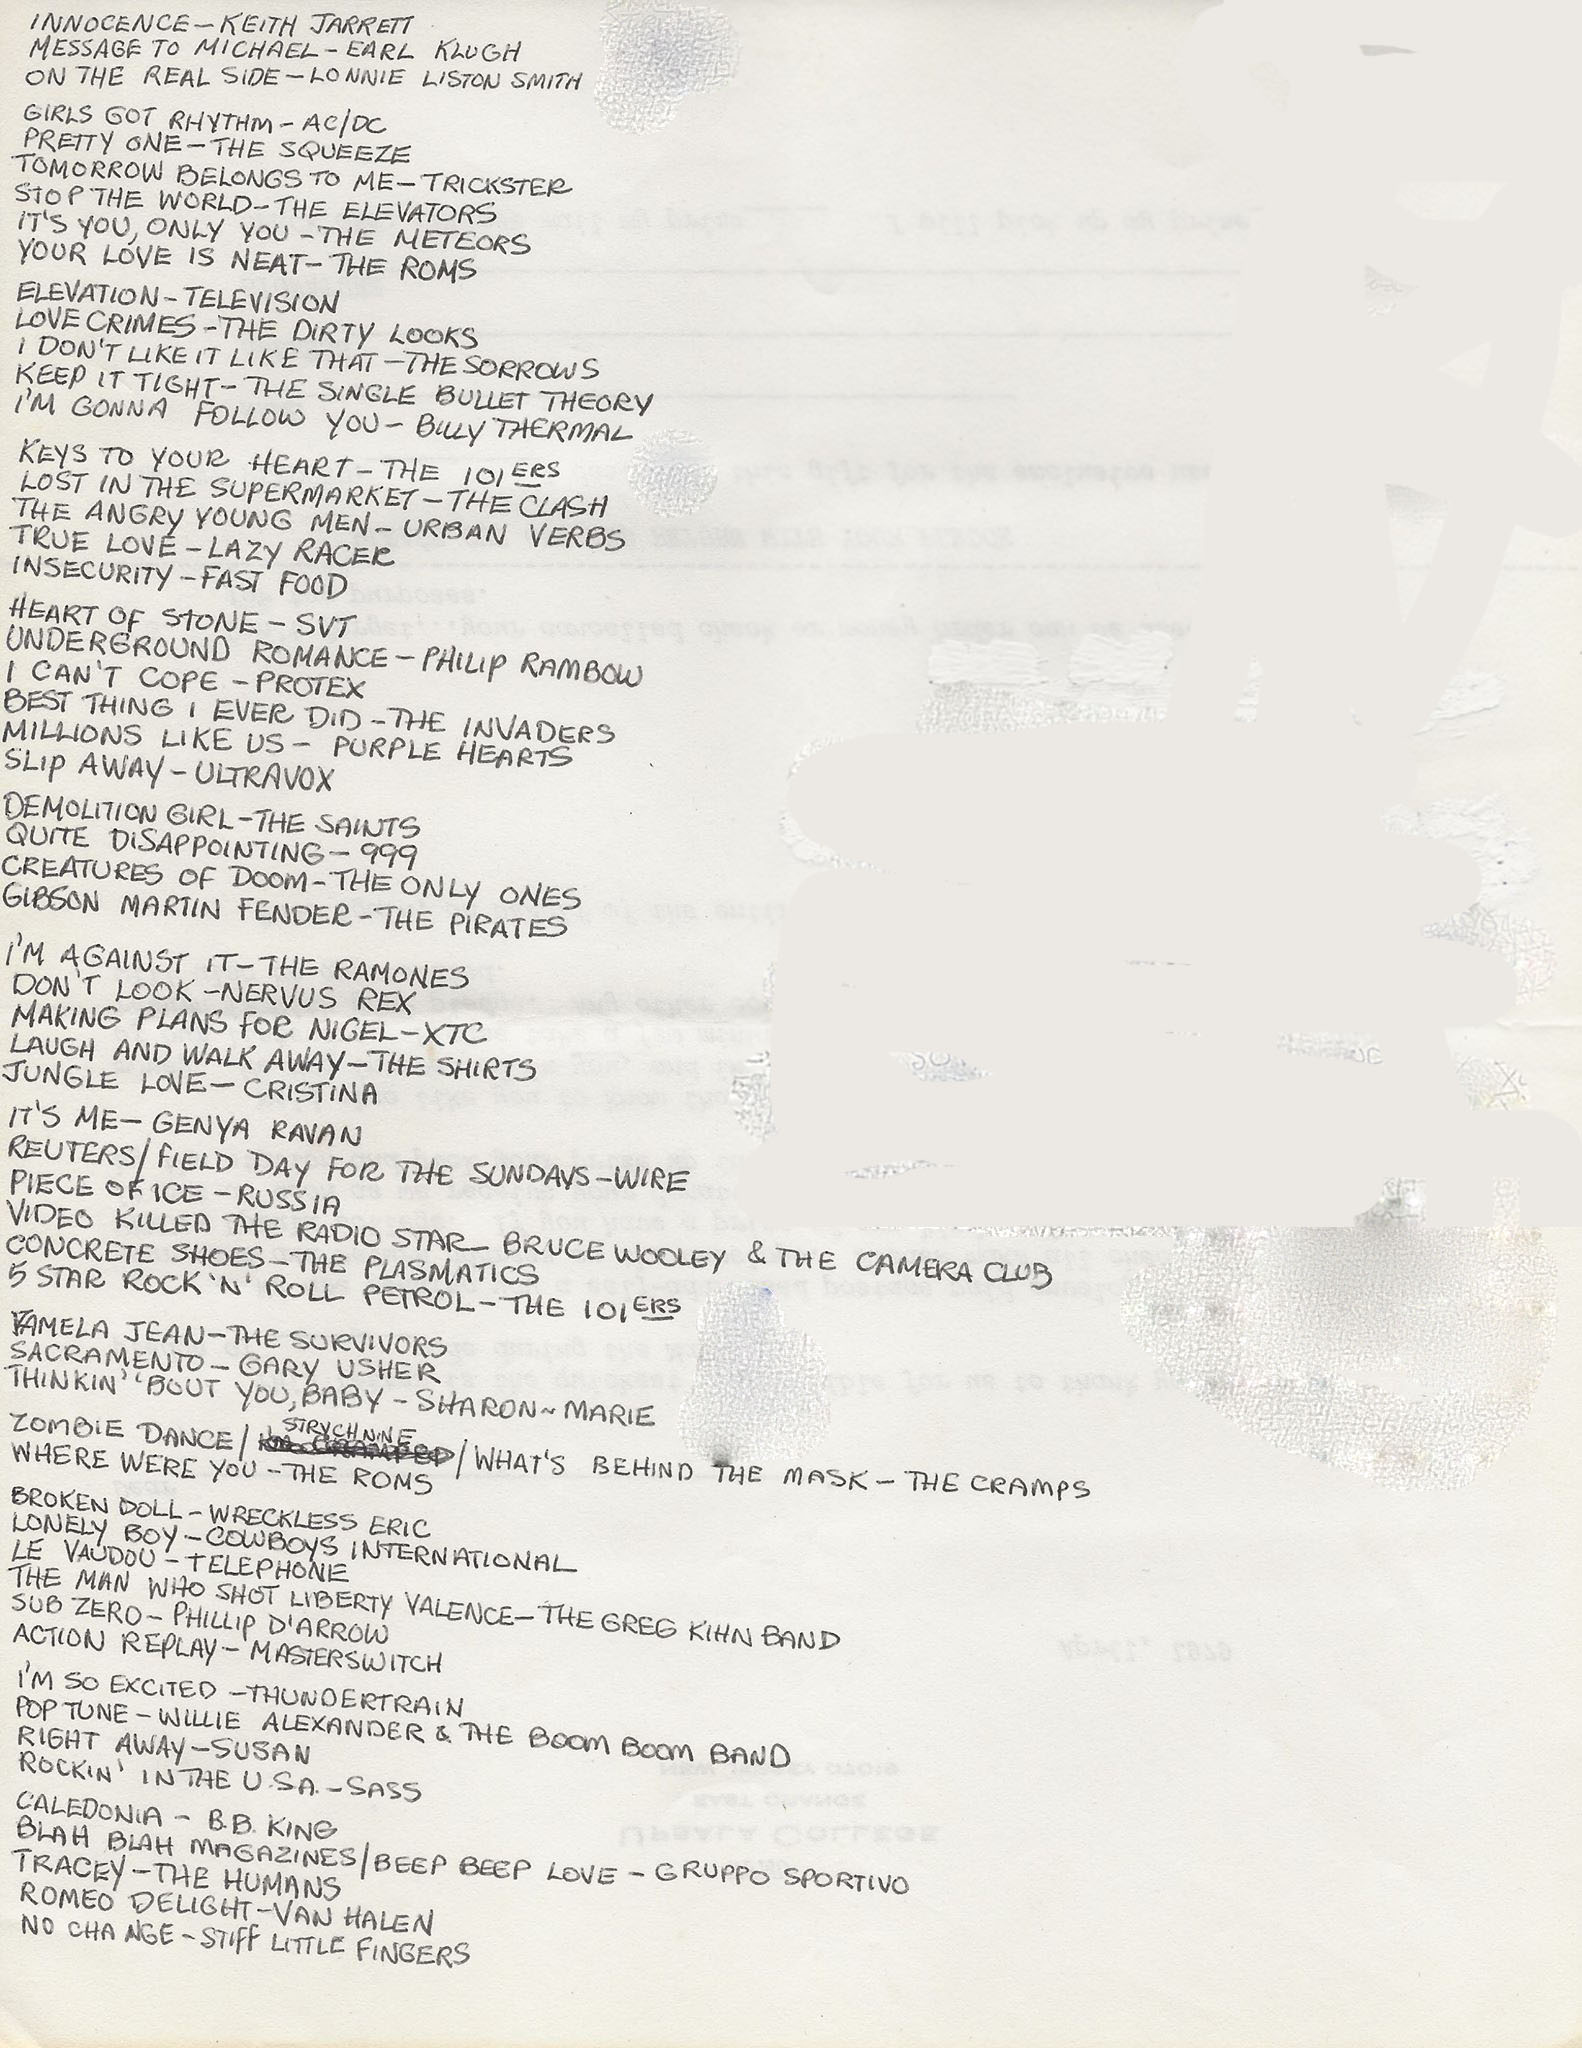 INNOCENCE - KEITH JARRETT
MESSAGE TO MICHAEL - EARL KLUGH
ON THE REAL SIDE - LONNIE LISTON SMITH
GIRLS GOT RHYTHM - AC/DC
PRETTY ONE - THE SQUEEZE
TOMORROW BELONGS TO ME - TRICKSTER
STOP THE WORLD - THE ELEVATORS
IT'S YOU, ONLY YOU - THE METEORS
YOUR LOVE IS NEAT - THE ROMS
ELEVATION - TELEVISION
LOVE CRIMES - THE DIRTY LOOKS
I DON'T LIKE IT LIKE THAT - THE SORROWS
KEEP IT TIGHT - THE SINGLE BULLET THEORY
I'M GONNA FOLLOW YOU - BILLY THERMAL
KEYS TO YOUR HEART - THE 101ERS
LOST IN THE SUPERMARKET - THE CLASH
THE ANGRY YOUNG MEN - URBAN VERBS
TRUE LOVE - LAZY RACER
INSECURITY - FAST FOOD
HEART OF STONE - SVT
UNDERGROUND ROMANCE - PHILIP RAMBOW
I CAN'T COPE - PROTEX
BEST THING I EVER DID - THE INVADERS
MILLIONS LIKE US - PURPLE HEARTS
SLIP AWAY - ULTRAVOX
DEMOLITION GIRL - THE SAINTS
QUITE DISAPPOINTING - 999
CREATURES OF DOOM - THE ONLY ONES
GIBSON MARTIN FENDER - THE PIRATES
I'M AGAINST IT - THE RAMONES
DON'T LOOK - NERVUS REX
MAKING PLANS FOR NIGEL - XTC
LAUGH AND WALK AWAY - THE SHIRTS
JUNGLE LOVE - CRISTINA
IT'S ME - GENYA RAVAN
REUTERS/FIELD DAY FOR THE SUNDAYS - WIRE
PIECE OF ICE - RUSSIA
VIDEO KILLED THE RADIO STAR - BRUCE WOOLEY & THE CAMERA CLUB
CONCRETE SHOES - THE PLASMATICS
5 STAR ROCK 'N' ROLL PETROL - THE 101ERS
PAMELA JEAN - THE SURVIVORS
SACRAMENTO - GARY USHER
THINKIN' 'BOUT YOU, BABY - SHARON~MARIE
ZOMBIE DANCE/STRYCHNINE/WHAT'S BEHIND THE MASK - THE CRAMPS
WHERE WERE YOU - THE ROMS
BROKEN DOLL - WRECKLESS ERIC
LONELY BOY - COWBOYS INTERNATIONAL
LE VAUDOU - TELEPHONE
THE MAN WHO SHOT LIBERTY VALENCE - THE GREG KIHN BAND
SUB ZERO - PHILLIP D'ARROW
ACTION REPLAY - MASTERSWITCH
I'M SO EXCITED - THUNDERTRAIN
POP TUNE - WILLIE ALEXANDER & THE BOOM BOOM BAND
RIGHT AWAY - SUSAN
ROCKIN' IN THE U.S.A. - SASS
CALEDONIA - B.B. KING
BLAH BLAH MAGAZINES/BEEP BEEP LOVE - GRUPPO SPORTIVO
TRACEY - THE HUMANS
ROMEO DELIGHT - VAN HALEN
NO CHANGE - STIFF LITTLE FINGERS